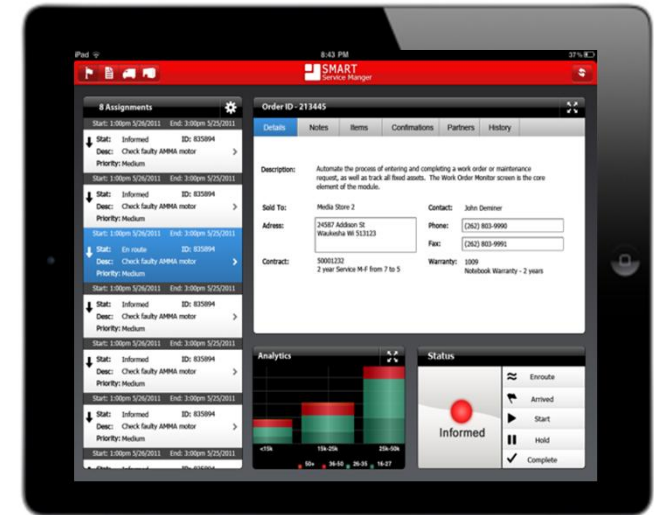 iPad
8:43 PM
37%
SMART
Service Manger
8 Assignments
Start: 1:00pm 5/26/2011 End: 3:00pm 5/25/2011
Stat: Informed ID: 835894
Desc: Check faulty AMMA motor
Priority: Medium
Start: 1:00pm 5/26/2011 End: 3:00pm 5/25/2011
Stat: Informed ID: 835894
Desc: Check faulty AMMA motor
Priority: Medium
Start: 1:00pm 5/26/2011 End: 3:00pm 5/25/2011
Stat: En route ID: 835894
Desc: Check faulty AMMA motor
Priority: Medium
Start: 1:00pm 5/26/2011 End: 3:00pm 5/25/2011
Stat: Informed ID: 835894
Desc: Check faulty AMMA motor
Priority: Medium
Start: 1:00pm 5/26/2011 End: 3:00pm 5/25/2011
Stat: Informed ID: 835894
Desc: Check faulty AMMA motor
Priority: Medium
Start: 1:00pm 5/26/2011 End: 3:00pm 5/25/2011
Stat: Informed ID: 835894
Desc: Check faulty AMMA motor
Priority: Medium
Start: 1:00pm 5/26/2011 End: 3:00pm 5/25/2011
Order ID - 213445
Details Notes Items Confimations Partners History
Description: Automate the process of entering and completing a work order or maintenance
request, as well as track all fixed assets. The Work Order Monitor screen is the core
element of the module.
Sold To: Media Store 2 Contact: John Deminer
Adress: 24587 Addison St Phone: (262) 803-9990
Waukesha WI 513123
Fax: (262) 803-9991
Contract: 50001232 Warranty: 1009
2 year Service M-F from 7 to 5 Notebook Warranty - 2 years
Analytics
<15k 15k-25k 25k-50k
50+ 36-50 26-35 16-27
Status
Informed
Enroute
Arrived
Start
Hold
Complete